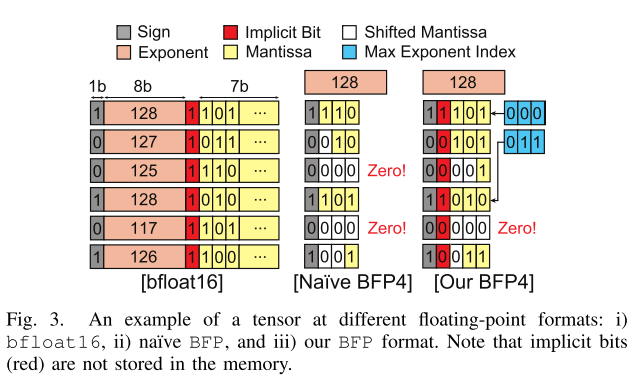 Sign Implicit Bit Shifted Mantissa
Exponent Mantissa Max Exponent Index
1b 8b 7b 128 128
1 128 1 1 0 1 ... 1 1 1 0 1 1 1 0 1 0 0 0
0 127 1 0 1 1 ... 0 0 1 0 0 0 1 0 1 0 1 1
0 125 1 1 1 0 ... 0 0 0 0 Zero! 0 0 0 0 1
1 128 1 0 1 0 ... 1 1 0 1 1 1 0 1 0
0 117 1 0 1 1 ... 0 0 0 0 Zero! 0 0 0 0 0 Zero!
1 126 1 1 0 0 ... 1 0 0 1 1 0 0 1 1
[bfloat16] [Naïve BFP4] [Our BFP4]
Fig. 3. An example of a tensor at different floating-point formats: i)
bfloat16, ii) naïve BFP, and iii) our BFP format. Note that implicit bits
(red) are not stored in the memory.